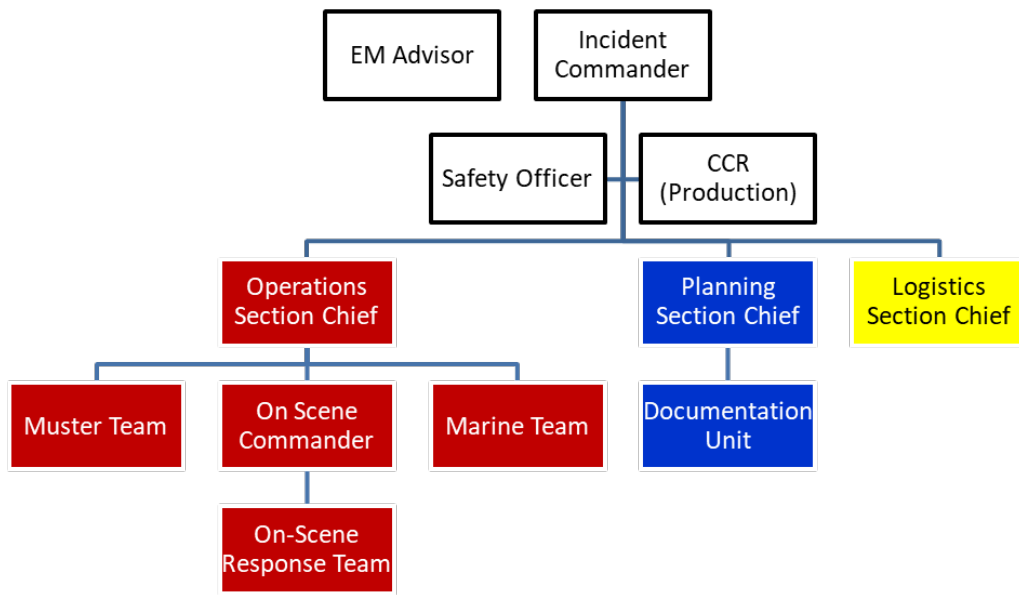 EM Advisor
Incident
Commander
Safety Officer
CCR
(Production)
Operations
Section Chief
Planning
Section Chief
Logistics
Section Chief
Muster Team
On Scene
Commander
Marine Team
Documentation
Unit
On-Scene
Response Team